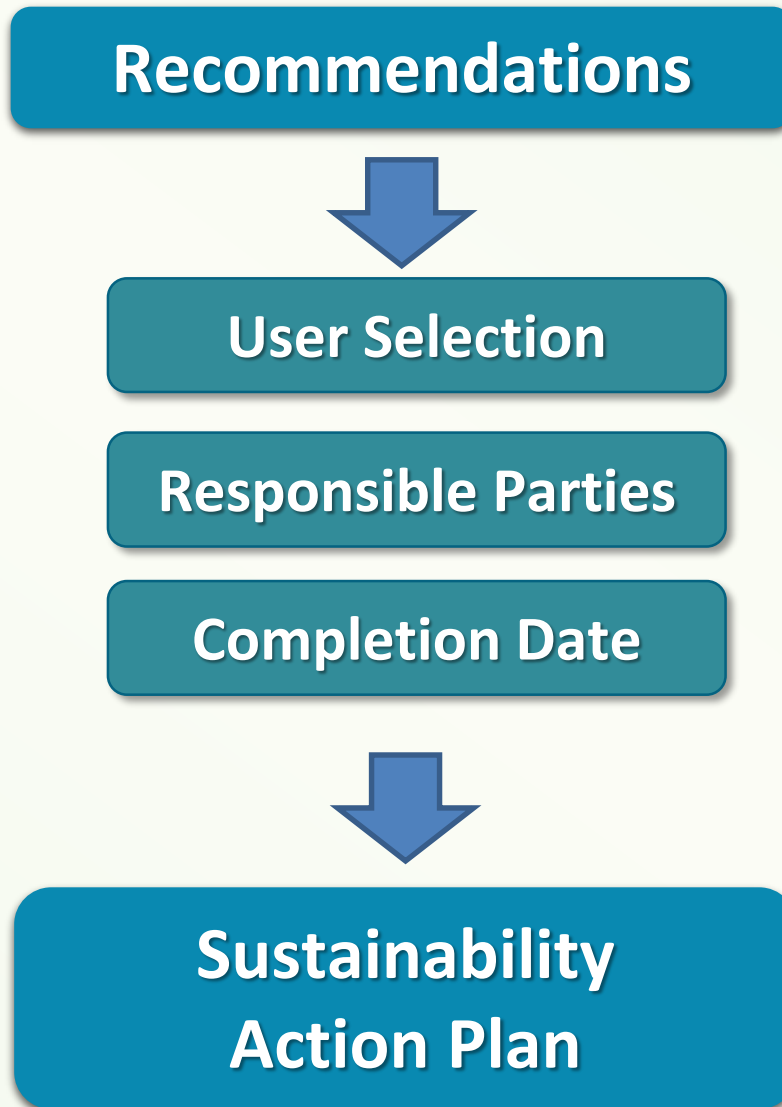 Recommendations
User Selection
Responsible Parties
Completion Date
Sustainability
Action Plan